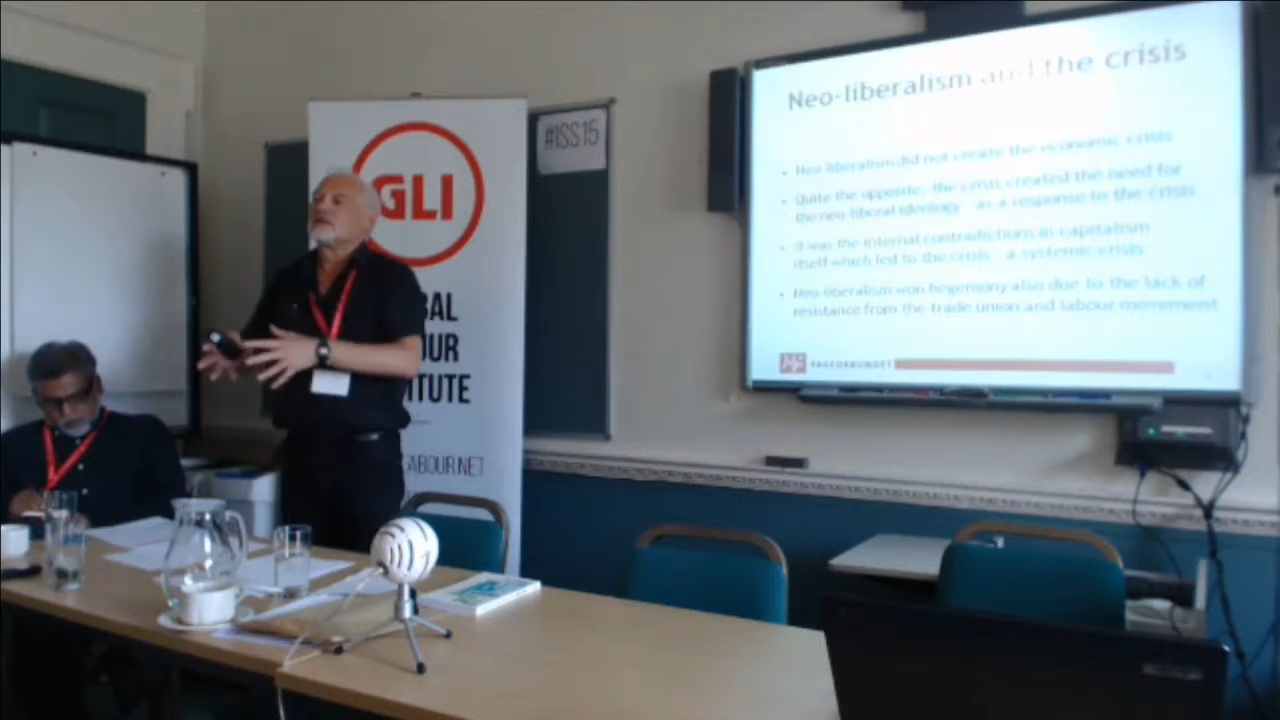 #ISS15
GLI
BAL
OUR
ITUTE
ABOUR.NET
Neo-liberalism and the crisis
Neo-liberalism did not create the economic crisis
Quite the opposite, the crisis created the need for
the neo-liberal ideology as a response to the crisis
It was the internal contradictions in capitalism
itself which led to the crisis a systemic crisis
Neo-liberalism won hegemony also due to the lack of
resistance from the trade union and labour movement
FAGFORBUNDET